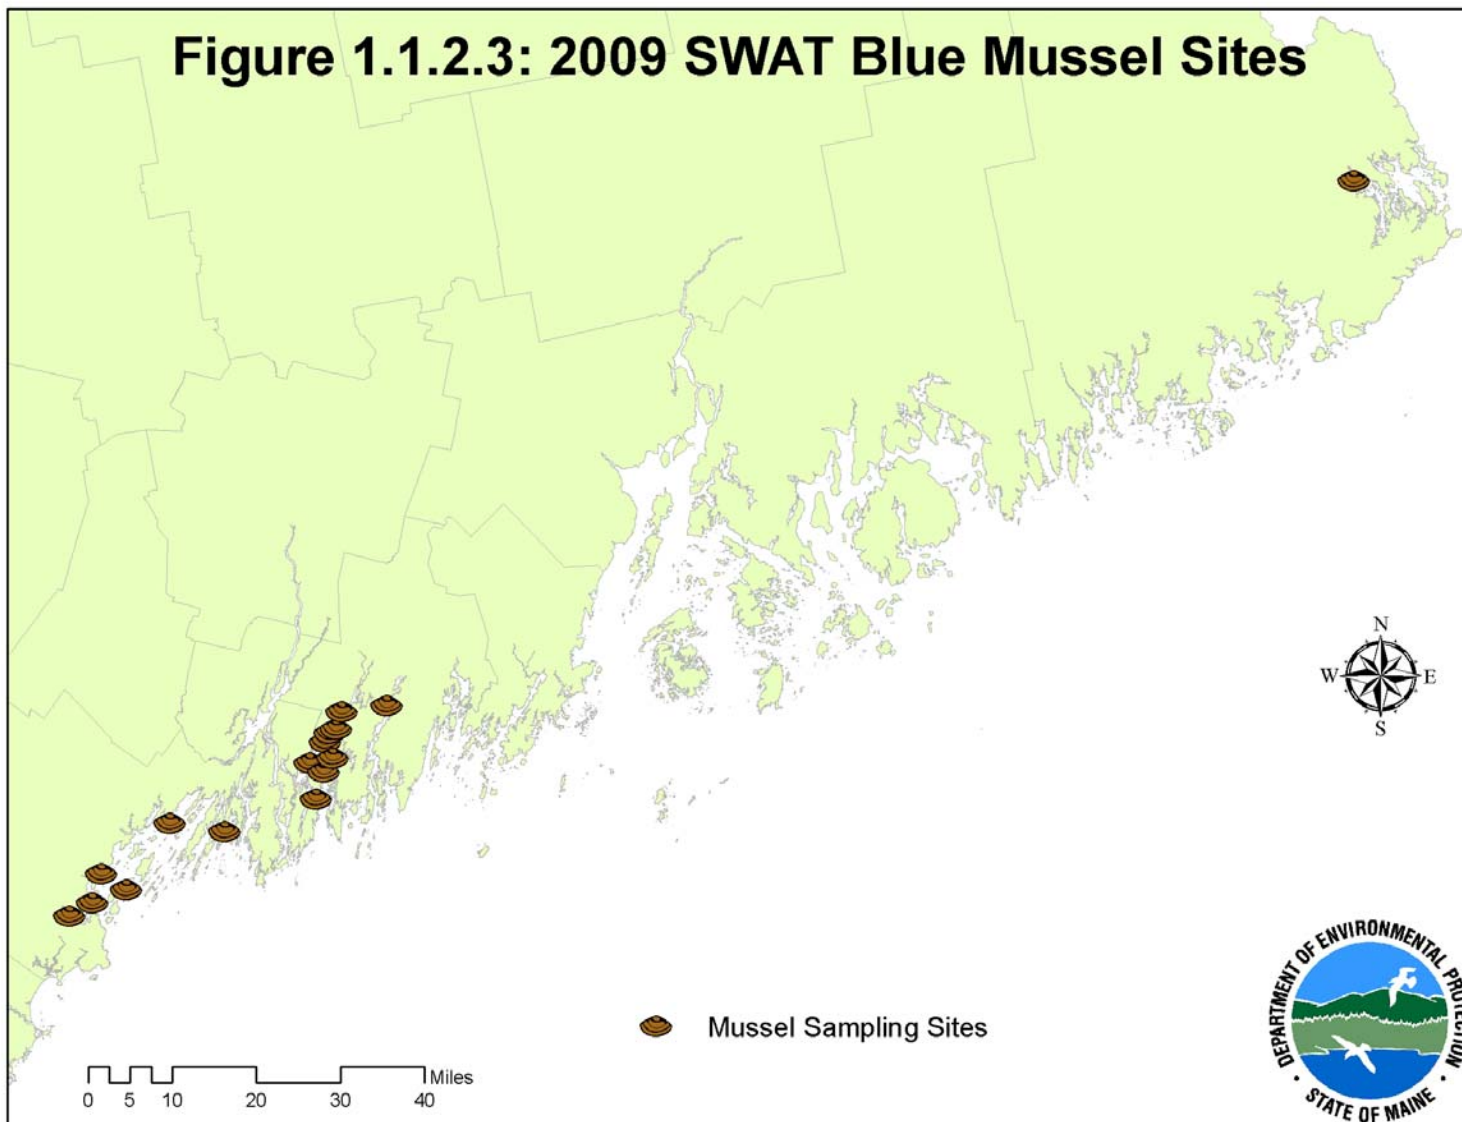 Figure 1.1.2.3: 2009 SWAT Blue Mussel Sites
N
W E
S
Mussel Sampling Sites
Miles
0 5 10 20 30 40
DEPARTMENT OF ENVIRONMENTAL PROTECTION
• STATE OF MAINE •